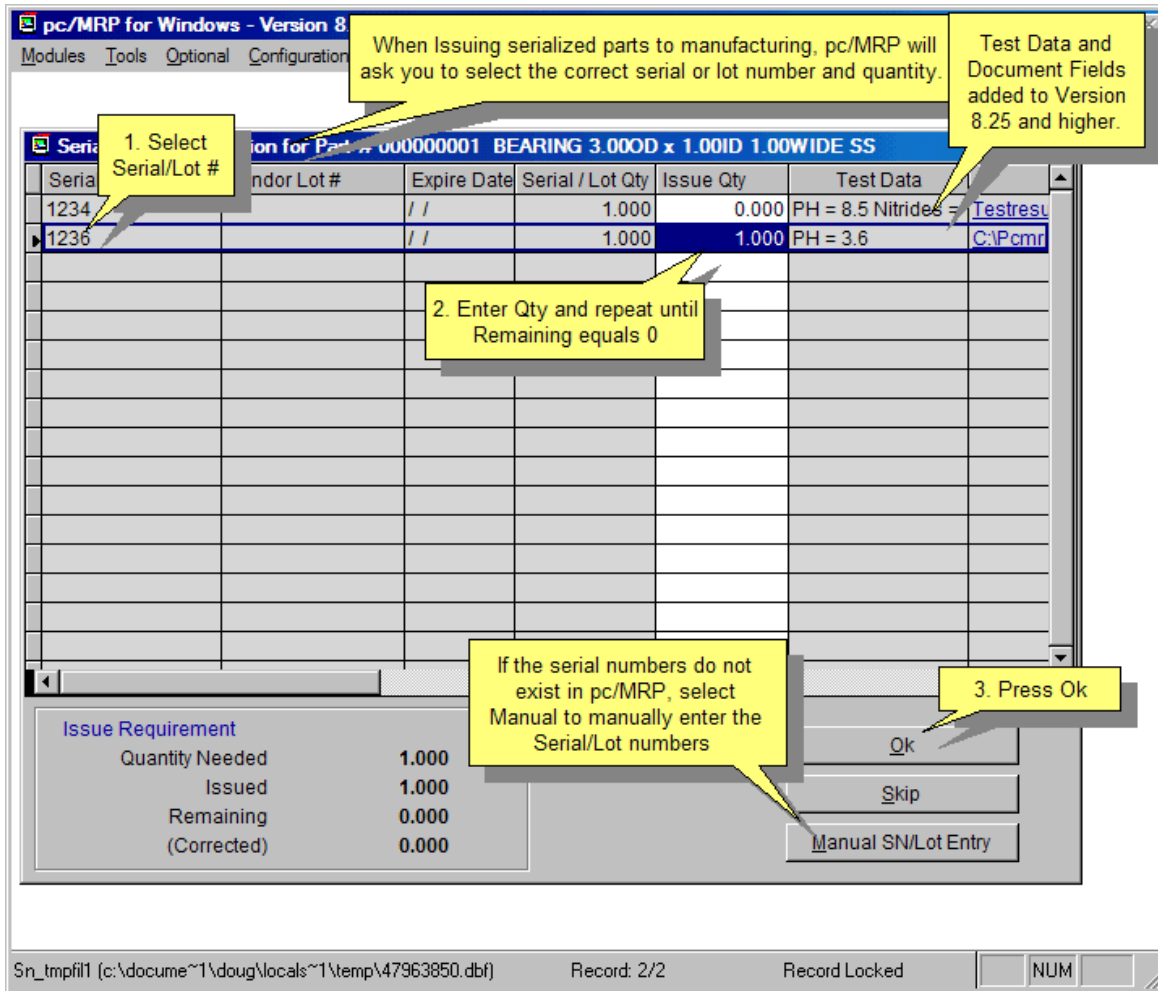 pc/MRP for Windows - Version 8.
Modules Tools Optional Configuration
When Issuing serialized parts to manufacturing, pc/MRP will
ask you to select the correct serial or lot number and quantity.
Test Data and
Document Fields
added to Version
8.25 and higher.
1. Select
Serial/Lot #
Seria ion for Part # 000000001 BEARING 3.00OD x 1.00ID 1.00WIDE SS
Seria ndor Lot # Expire Date Serial / Lot Qty Issue Qty Test Data
1234 / / 1.000 0.000 PH = 8.5 Nitrides = Testresu
1236 / / 1.000 1.000 PH = 3.6 C:\Pcmr
2. Enter Qty and repeat until
Remaining equals 0
If the serial numbers do not
exist in pc/MRP, select
Manual to manually enter the
Serial/Lot numbers
3. Press Ok
Issue Requirement
Quantity Needed 1.000
Issued 1.000
Remaining 0.000
(Corrected) 0.000
Ok
Skip
Manual SN/Lot Entry
Sn_tmpfil1 (c:\docume~1\doug\locals~1\temp\47963850.dbf) Record: 2/2 Record Locked NUM